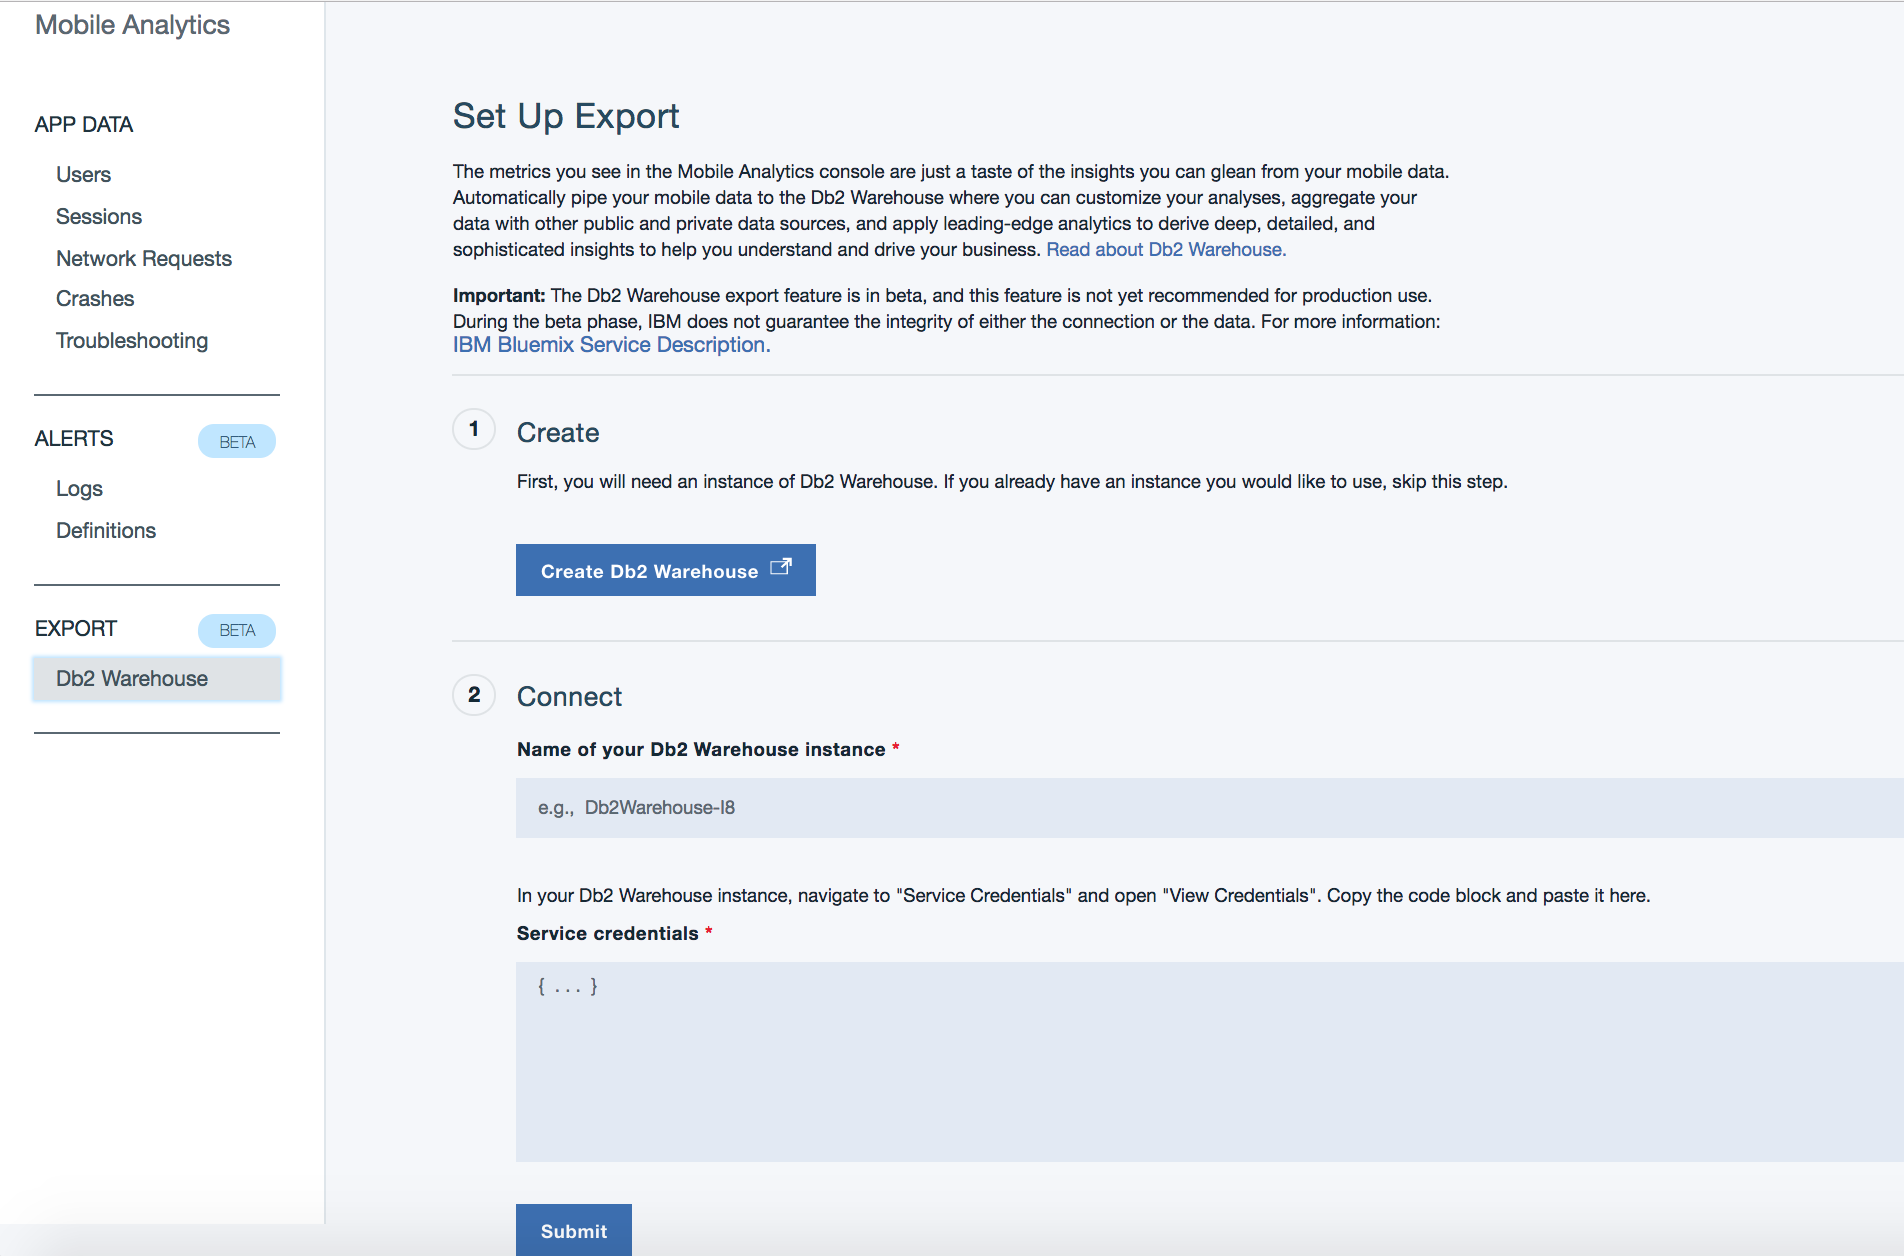 Mobile Analytics
APP DATA
Users
Sessions
Network Requests
Crashes
Troubleshooting
ALERTS BETA
Logs
Definitions
EXPORT BETA
Db2 Warehouse
Set Up Export
The metrics you see in the Mobile Analytics console are just a taste of the insights you can glean from your mobile data.
Automatically pipe your mobile data to the Db2 Warehouse where you can customize your analyses, aggregate your
data with other public and private data sources, and apply leading-edge analytics to derive deep, detailed, and
sophisticated insights to help you understand and drive your business. Read about Db2 Warehouse.
Important: The Db2 Warehouse export feature is in beta, and this feature is not yet recommended for production use.
During the beta phase, IBM does not guarantee the integrity of either the connection or the data. For more information:
IBM Bluemix Service Description.
1 Create
First, you will need an instance of Db2 Warehouse. If you already have an instance you would like to use, skip this step.
Create Db2 Warehouse
2 Connect
Name of your Db2 Warehouse instance *
e.g., Db2Warehouse-I8
In your Db2 Warehouse instance, navigate to "Service Credentials" and open "View Credentials". Copy the code block and paste it here.
Service credentials *
{ ... }
Submit